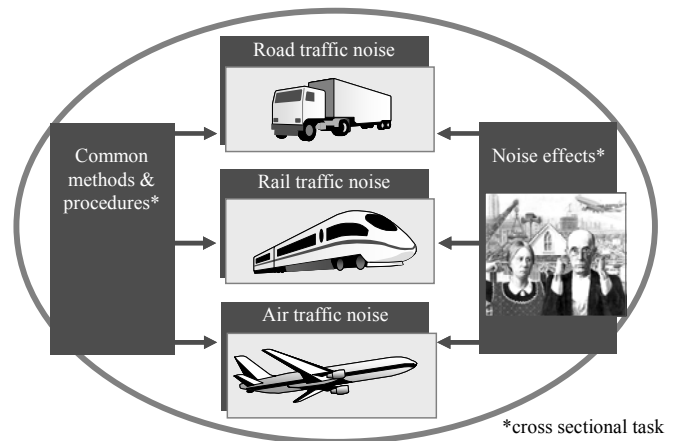 Road traffic noise
Common
methods &
procedures*
Noise effects*
Rail traffic noise
Air traffic noise
*cross sectional task